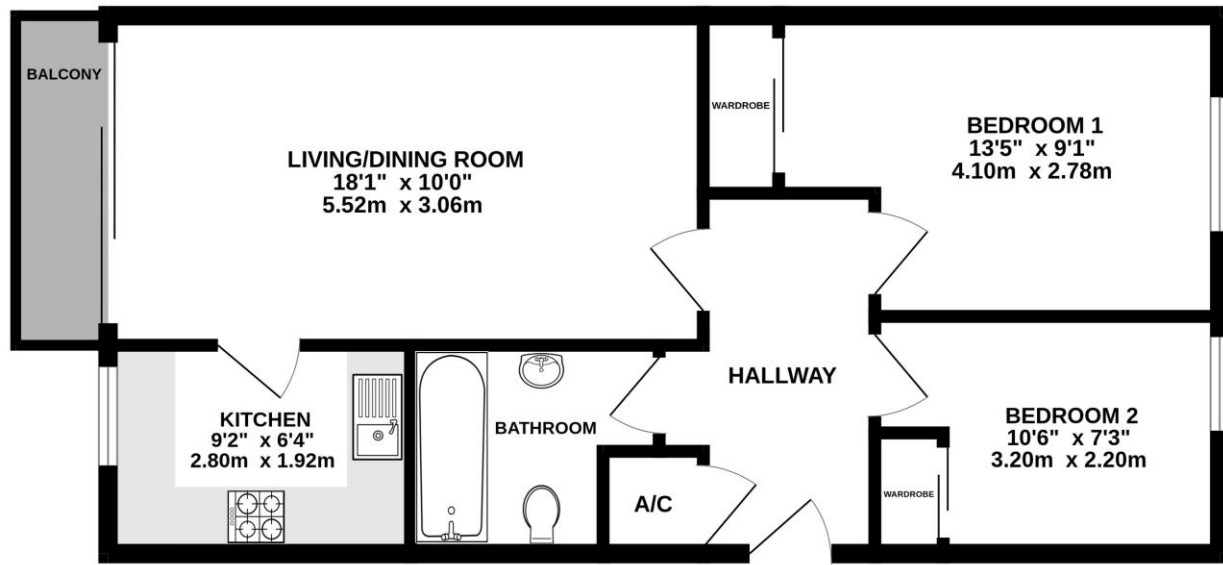 BALCONY
LIVING/DINING ROOM
18'1" x 10'0"
5.52m x 3.06m
WARDROBE
BEDROOM 1
13'5" x 9'1"
4.10m x 2.78m
HALLWAY
KITCHEN
9'2" x 6'4"
2.80m x 1.92m
BATHROOM
BEDROOM 2
10'6" x 7'3"
3.20m x 2.20m
WARDROBE
A/C